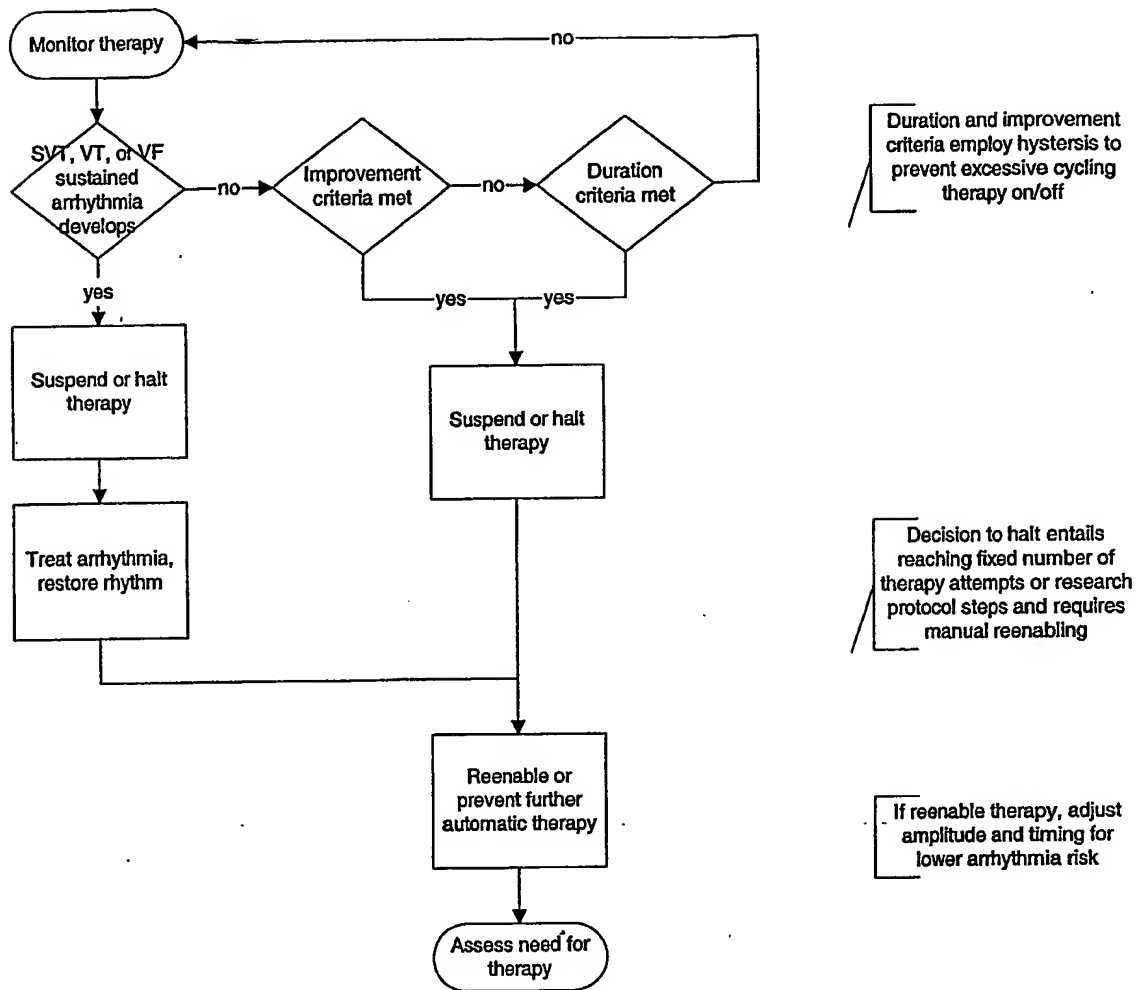 Monitor therapy
no
SVT, VT, or VF
sustained
arrhythmia
develops
no
Improvement
criteria met
no
Duration
criteria met
Duration and improvement
criteria employ hystersis to
prevent excessive cycling
therapy on/off
yes
yes
yes
Suspend or halt
therapy
Suspend or halt
therapy
Treat arrhythmia,
restore rhythm
Decision to halt entails
reaching fixed number of
therapy attempts or research
protocol steps and requires
manual reenabling
Reenable or
prevent further
automatic therapy
If reenable therapy, adjust
amplitude and timing for
lower arrhythmia risk
Assess need for
therapy